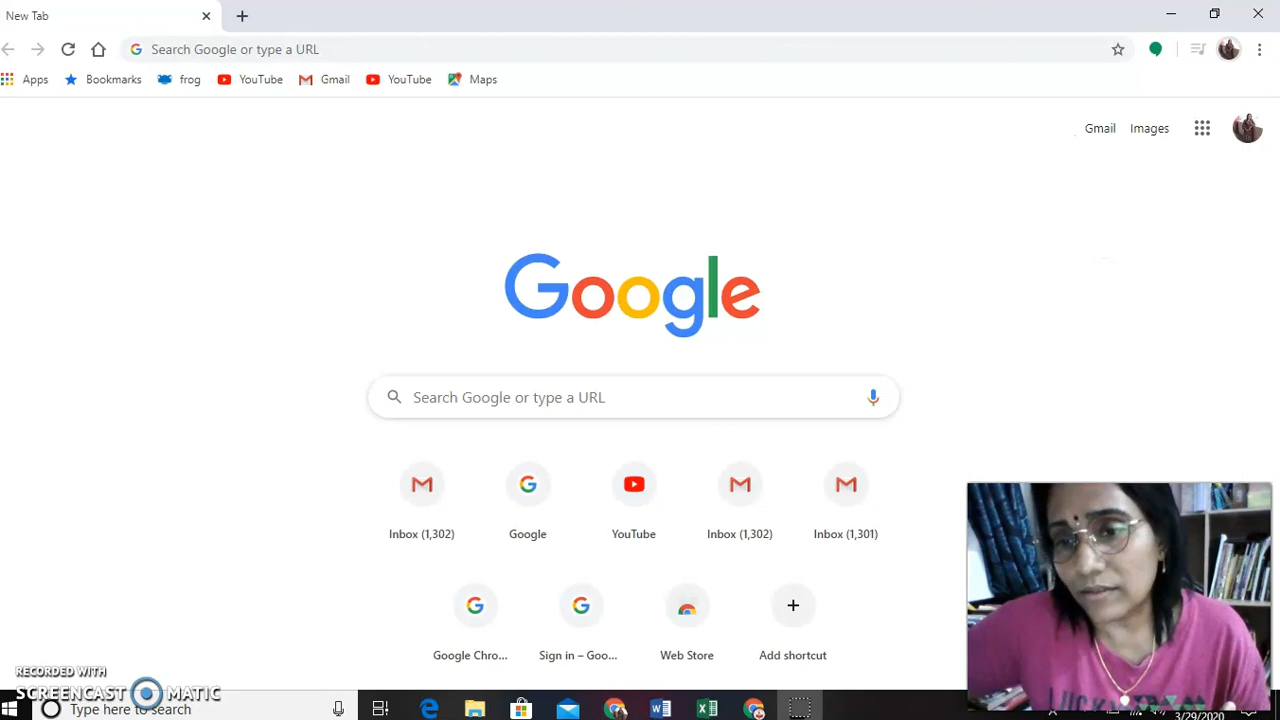 New Tab
Search Google or type a URL
Apps Bookmarks frog YouTube Gmail YouTube Maps
Gmail Images
Google
Search Google or type a URL
Inbox (1,302) Google YouTube Inbox (1,302) Inbox (1,301)
Google Chro... Sign in – Goo... Web Store Add shortcut
RECORDED WITH
SCREENCAST MATIC
Type here to search
3/29/2020